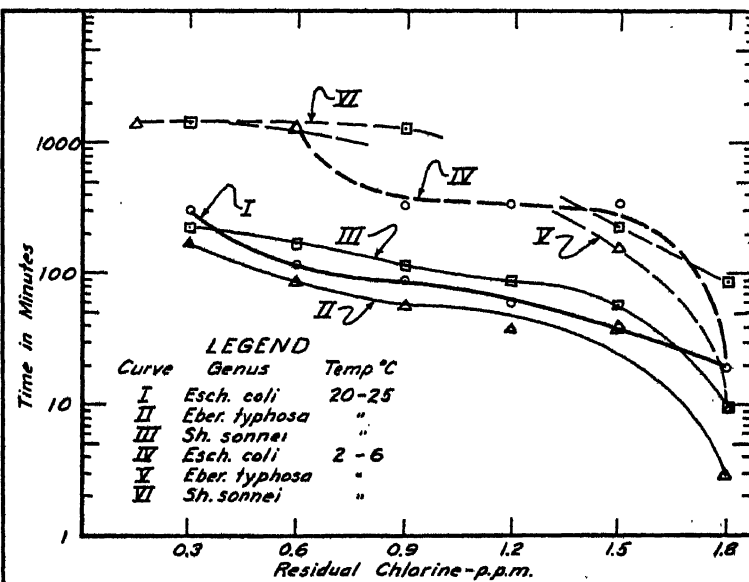 VI
1000
IV
I
III
V
100
II
Time in Minutes
LEGEND
Curve Genus Temp °C
I Esch. coli 20-25
II Eber. typhosa "
III Sh. sonnei "
IV Esch. coli 2-6
V Eber. typhosa "
VI Sh. sonnei "
10
1
0.3 0.6 0.9 1.2 1.5 1.8
Residual Chlorine-p.p.m.